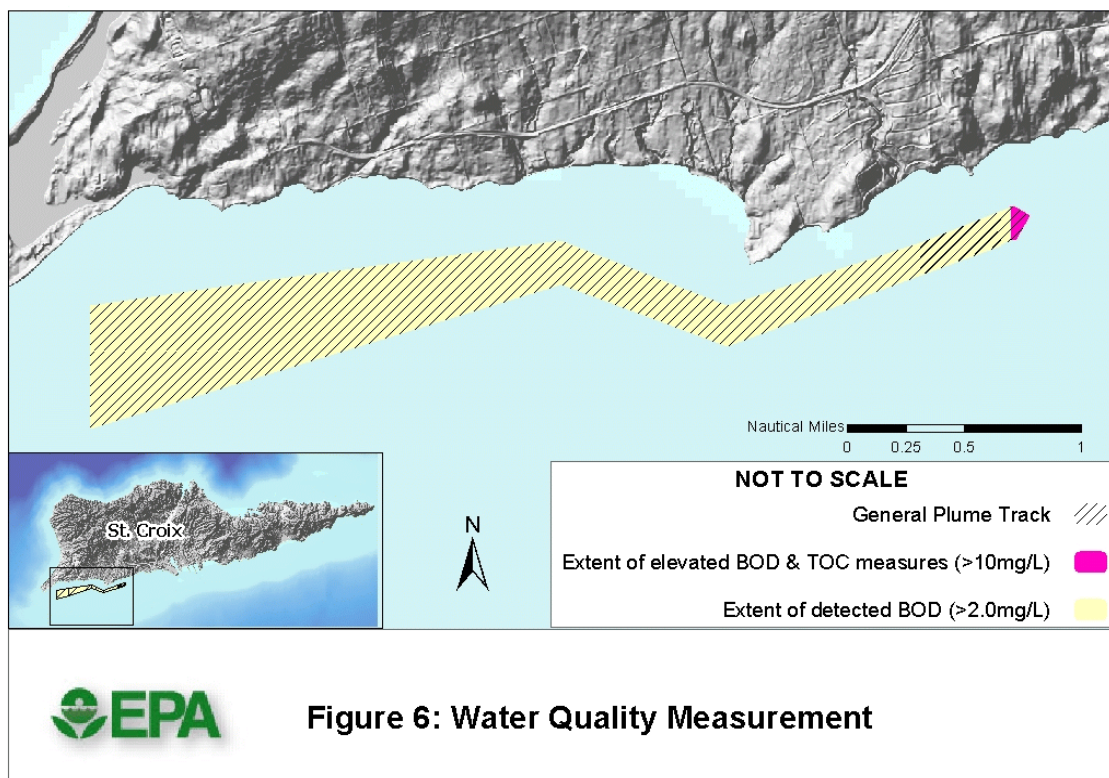 Nautical Miles
0 0.25 0.5 1
NOT TO SCALE
General Plume Track
Extent of elevated BOD & TOC measures (>10mg/L)
Extent of detected BOD (>2.0mg/L)
St. Croix
N
EPA
Figure 6: Water Quality Measurement